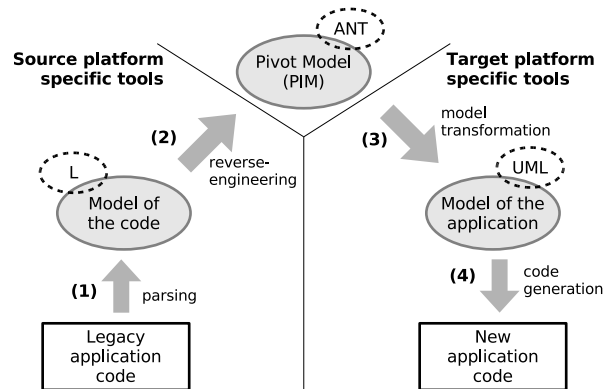 Source platform
specific tools
ANT
Pivot Model
(PIM)
Target platform
specific tools
(2)
reverse-
engineering
(3)
model
transformation
L
Model of
the code
UML
Model of the
application
(1)
parsing
(4)
code
generation
Legacy
application
code
New
application
code